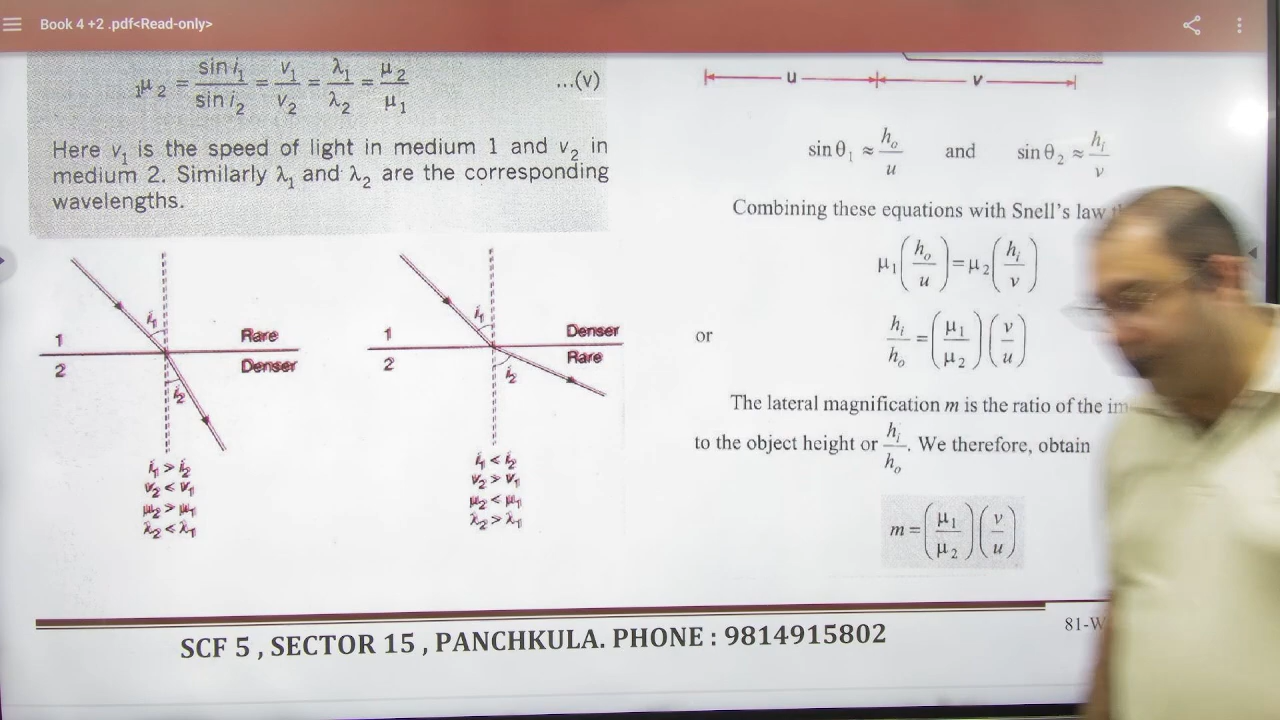 Book 4 +2 .pdf<Read-only>
₁μ₂ = sin i₁ / sin i₂ = v₁ / v₂ = λ₁ / λ₂ = μ₂ / μ₁ ...(v)
Here v₁ is the speed of light in medium 1 and v₂ in
medium 2. Similarly λ₁ and λ₂ are the corresponding
wavelengths.
i₁
1
Rare
2
Denser
i₂
i₁ > i₂
v₂ < v₁
μ₂ > μ₁
λ₂ < λ₁
i₁
1
Denser
2
Rare
i₂
i₁ < i₂
v₂ > v₁
μ₂ < μ₁
λ₂ > λ₁
u v
sin θ₁ ≈ hₒ / u and sin θ₂ ≈ hᵢ / v
Combining these equations with Snell's law
μ₁ (hₒ / u) = μ₂ (hᵢ / v)
or hᵢ / hₒ = (μ₁ / μ₂) (v / u)
The lateral magnification m is the ratio of the
to the object height or hᵢ / hₒ. We therefore, obtain
m = (μ₁ / μ₂) (v / u)
SCF 5 , SECTOR 15 , PANCHKULA. PHONE : 9814915802